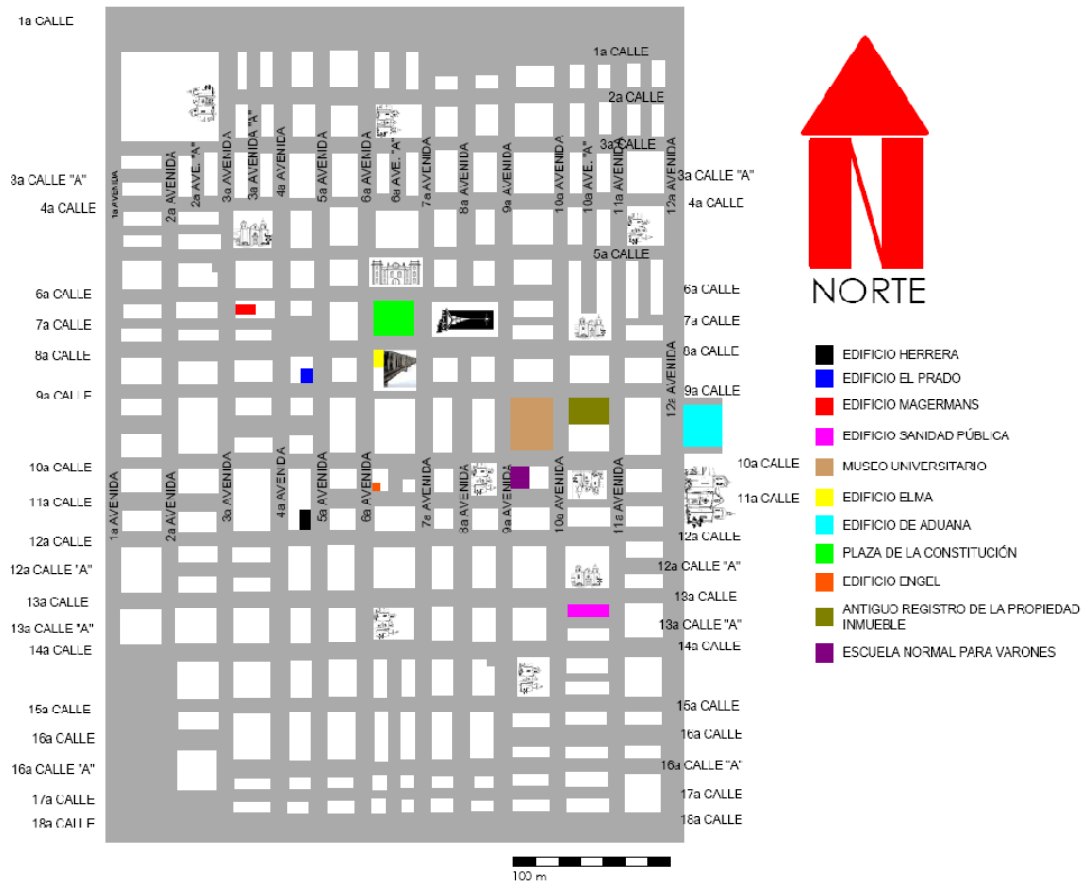 1a CALLE
1a CALLE
2a CALLE
3a CALLE
1a AVENIDA
2a AVENIDA
2a AVE. "A"
3a AVENIDA
3a AVENIDA "A"
4a AVENIDA
5a AVENIDA
6a AVENIDA
6a AVE. "A"
7a AVENIDA
8a AVENIDA
9a AVENIDA
10a AVENIDA
10a AVE. "A"
11a AVENIDA
12a AVENIDA
3a CALLE "A"
3a CALLE "A"
4a CALLE
4a CALLE
5a CALLE
6a CALLE
6a CALLE
7a CALLE
7a CALLE
8a CALLE
8a CALLE
9a CALLE
9a CALLE
12a AVENIDA
10a CALLE
10a CALLE
11a CALLE
11a CALLE
1a AVENIDA
2a AVENIDA
3a AVENIDA
4a AVENIDA
5a AVENIDA
6a AVENIDA
7a AVENIDA
8a AVENIDA
9a AVENIDA
10a AVENIDA
11a AVENIDA
12a CALLE
12a CALLE
12a CALLE "A"
12a CALLE "A"
13a CALLE
13a CALLE
13a CALLE "A"
13a CALLE "A"
14a CALLE
14a CALLE
15a CALLE
15a CALLE
16a CALLE
16a CALLE
16a CALLE "A"
16a CALLE "A"
17a CALLE
17a CALLE
18a CALLE
18a CALLE
100 m
N
NORTE
EDIFICIO HERRERA
EDIFICIO EL PRADO
EDIFICIO MAGERMANS
EDIFICIO SANIDAD PÚBLICA
MUSEO UNIVERSITARIO
EDIFICIO ELMA
EDIFICIO DE ADUANA
PLAZA DE LA CONSTITUCIÓN
EDIFICIO ENGEL
ANTIGUO REGISTRO DE LA PROPIEDAD
INMUEBLE
ESCUELA NORMAL PARA VARONES